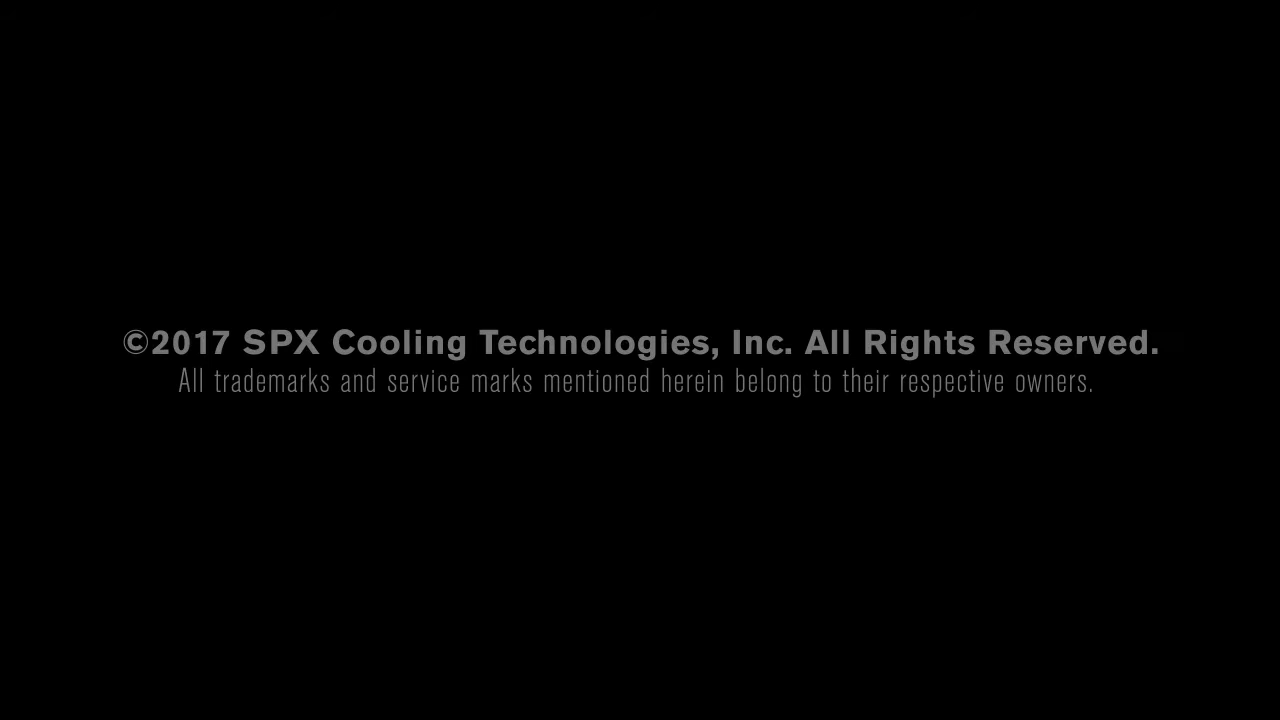 ©2017 SPX Cooling Technologies, Inc. All Rights Reserved.
All trademarks and service marks mentioned herein belong to their respective owners.